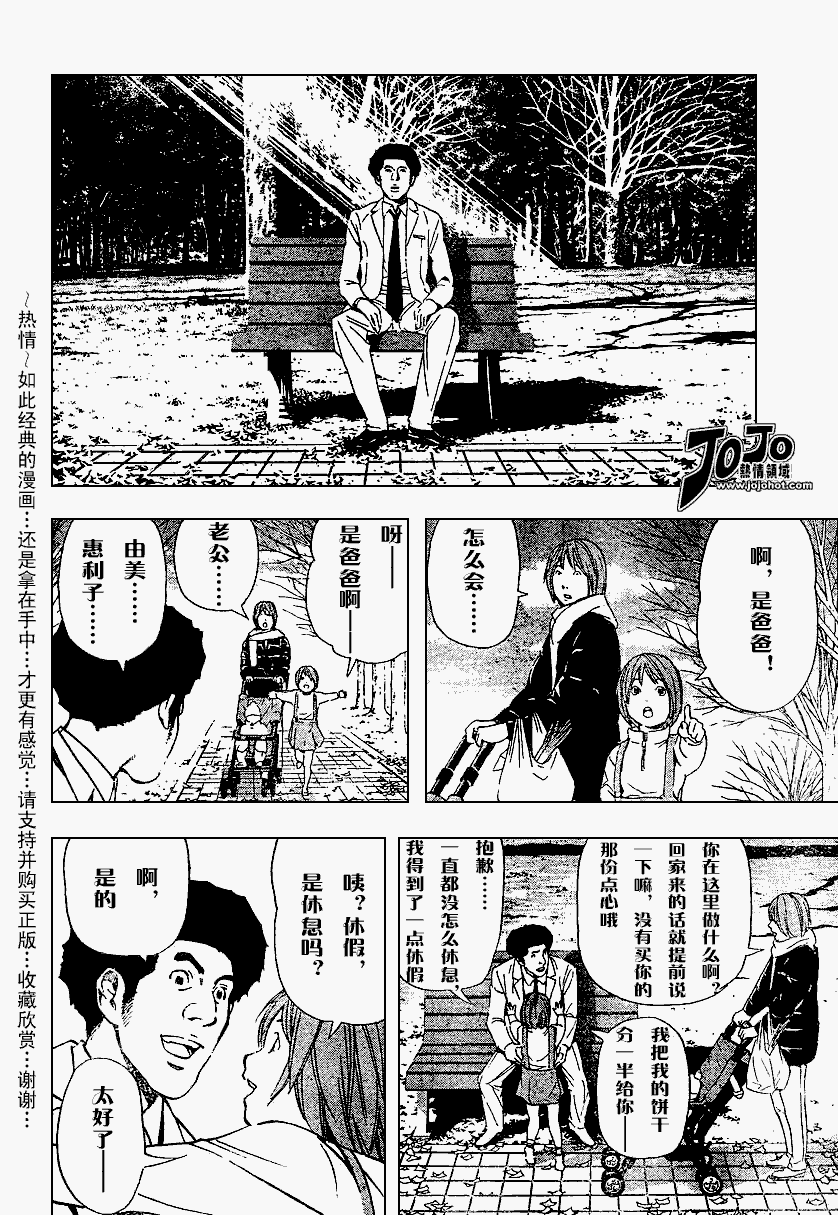 啊，是爸爸！
怎么会……
呀——
是爸爸啊——
老公……
由美……
惠利子……
你在这里做什么啊？
回家来的话就提前说
一下嘛，没有买你的
那份点心哦
我把我的饼干
分一半给你——
抱歉……
一直都没怎么休息，
我得到了一点休假
咦？休假，
是休息吗？
啊，
是的
太好了——
JOJO
熱情領域
www.jojohot.com
～热情～如此经典的漫画…还是拿在手中…才更有感觉…请支持并购买正版…收藏欣赏…谢谢…